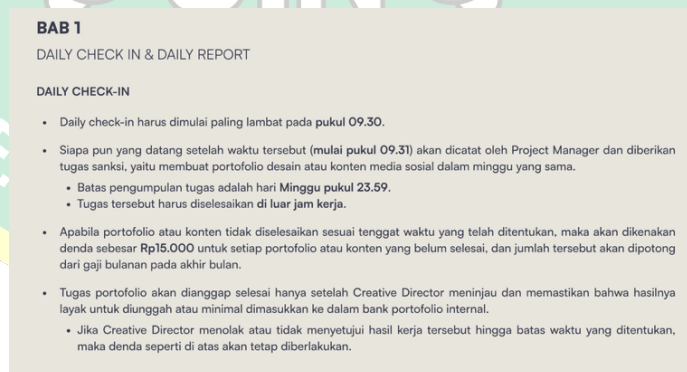 BAB 1
DAILY CHECK IN & DAILY REPORT
DAILY CHECK-IN
• Daily check-in harus dimulai paling lambat pada pukul 09.30.
• Siapa pun yang datang setelah waktu tersebut (mulai pukul 09.31) akan dicatat oleh Project Manager dan diberikan
tugas sanksi, yaitu membuat portofolio desain atau konten media sosial dalam minggu yang sama.
• Batas pengumpulan tugas adalah hari Minggu pukul 23.59.
• Tugas tersebut harus diselesaikan di luar jam kerja.
• Apabila portofolio atau konten tidak diselesaikan sesuai tenggat waktu yang telah ditentukan, maka akan dikenakan
denda sebesar Rp15.000 untuk setiap portofolio atau konten yang belum selesai, dan jumlah tersebut akan dipotong
dari gaji bulanan pada akhir bulan.
• Tugas portofolio akan dianggap selesai hanya setelah Creative Director meninjau dan memastikan bahwa hasilnya
layak untuk diunggah atau minimal dimasukkan ke dalam bank portofolio internal.
• Jika Creative Director menolak atau tidak menyetujui hasil kerja tersebut hingga batas waktu yang ditentukan,
maka denda seperti di atas akan tetap diberlakukan.